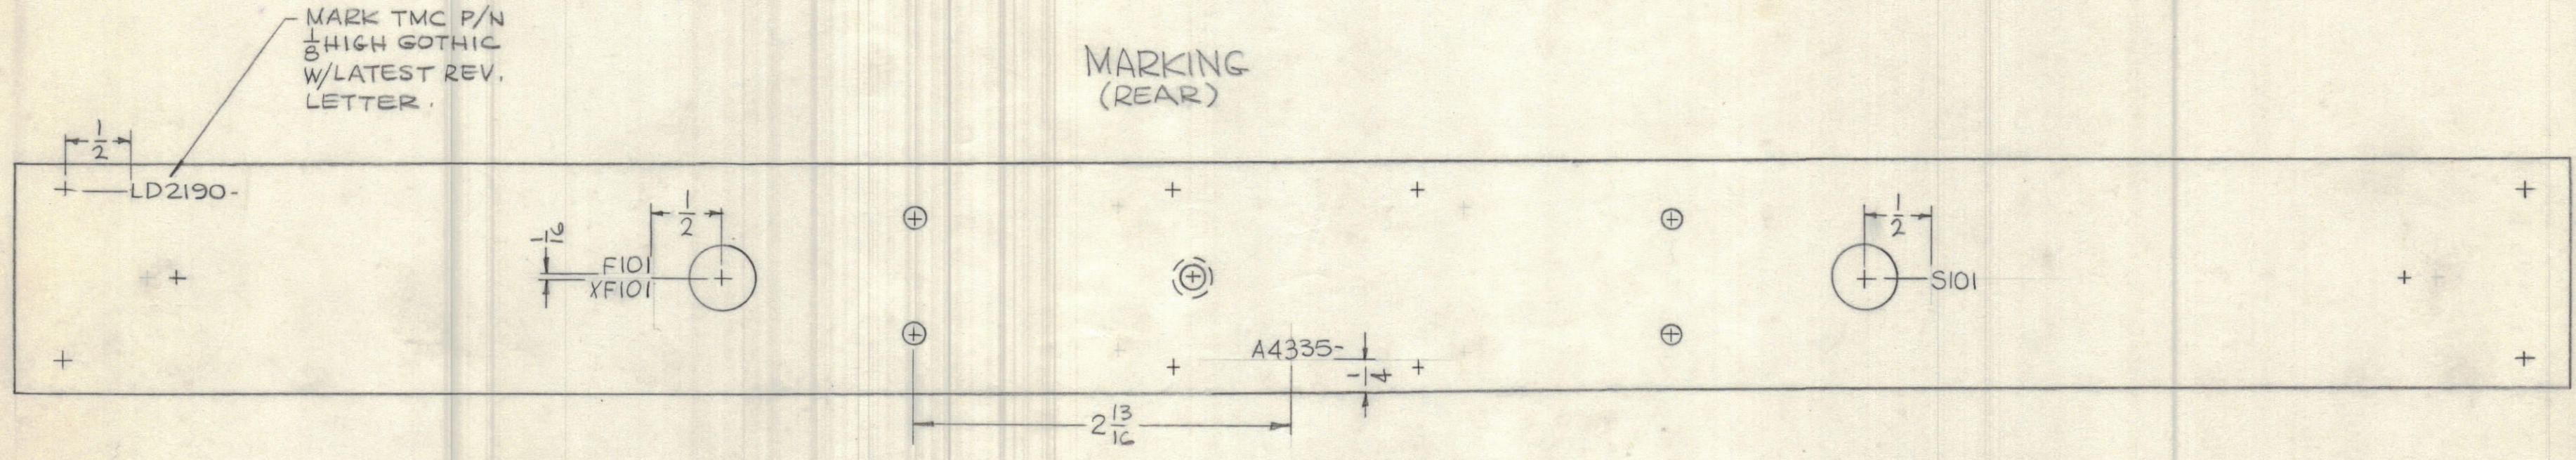 MARK TMC P/N
1/8 HIGH GOTHIC
W/LATEST REV.
LETTER.
MARKING
(REAR)
1/2
LD2190-
1/2
1/16
F101
XF101
1/2
S101
A4335-
1/4
2 13/16